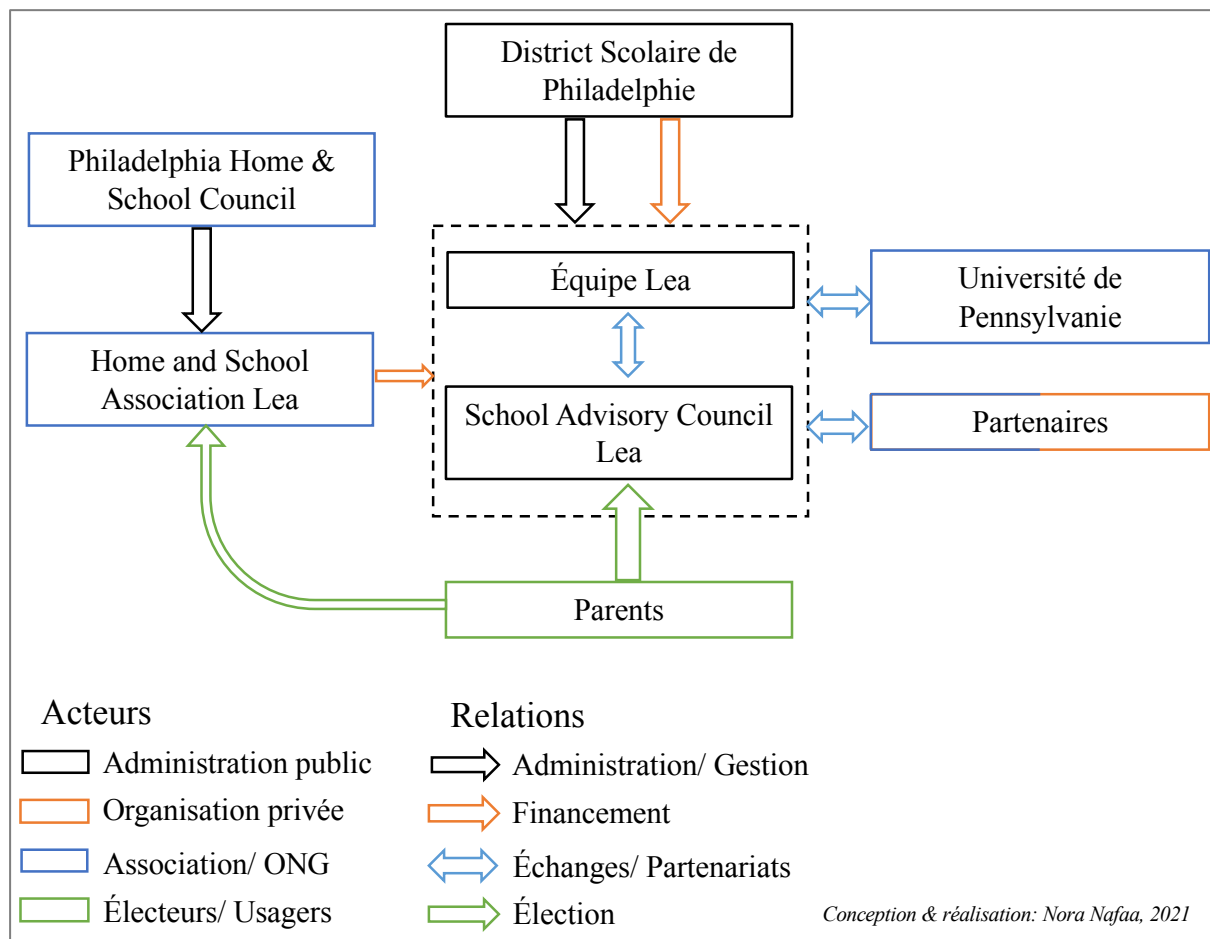 District Scolaire de
Philadelphie
Philadelphia Home &
School Council
Équipe Lea
Université de
Pennsylvanie
Home and School
Association Lea
School Advisory Council
Lea
Partenaires
Parents
Acteurs
Administration public
Organisation privée
Association/ ONG
Électeurs/ Usagers
Relations
Administration/ Gestion
Financement
Échanges/ Partenariats
Élection
Conception & réalisation: Nora Nafaa, 2021